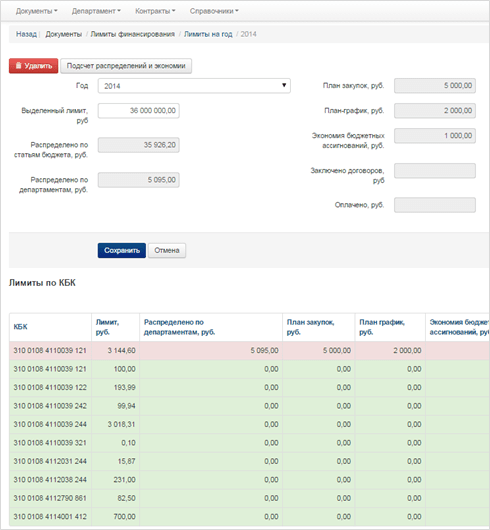 Документы Департамент Контракты Справочники
Назад | Документы / Лимиты финансирования / Лимиты на год / 2014
Удалить Подсчет распределений и экономии
Год 2014
План закупок, руб. 5 000,00
Выделенный лимит,
руб 36 000 000,00
План-график, руб. 2 000,00
Распределено по
статьям бюджета, руб. 35 926,20
Экономия бюджетных
ассигнований, руб. 1 000,00
Распределено по
департаментам, руб. 5 095,00
Заключено договоров,
руб
Оплачено, руб.
Сохранить Отмена
Лимиты по КБК
КБК Лимит,
руб. Распределено по
департаментам, руб. План закупок,
руб. План график,
руб. Экономия бюджет
ассигнований, руб
310 0108 4110039 121 3 144,60 5 095,00 5 000,00 2 000,00
310 0108 4110039 121 100,00 0,00 0,00 0,00
310 0108 4110039 122 193,99 0,00 0,00 0,00
310 0108 4110039 242 99,94 0,00 0,00 0,00
310 0108 4110039 244 3 018,31 0,00 0,00 0,00
310 0108 4110039 321 0,10 0,00 0,00 0,00
310 0108 4112031 244 15,87 0,00 0,00 0,00
310 0108 4112038 244 231,00 0,00 0,00 0,00
310 0108 4112790 861 82,50 0,00 0,00 0,00
310 0108 4114001 412 700,00 0,00 0,00 0,00